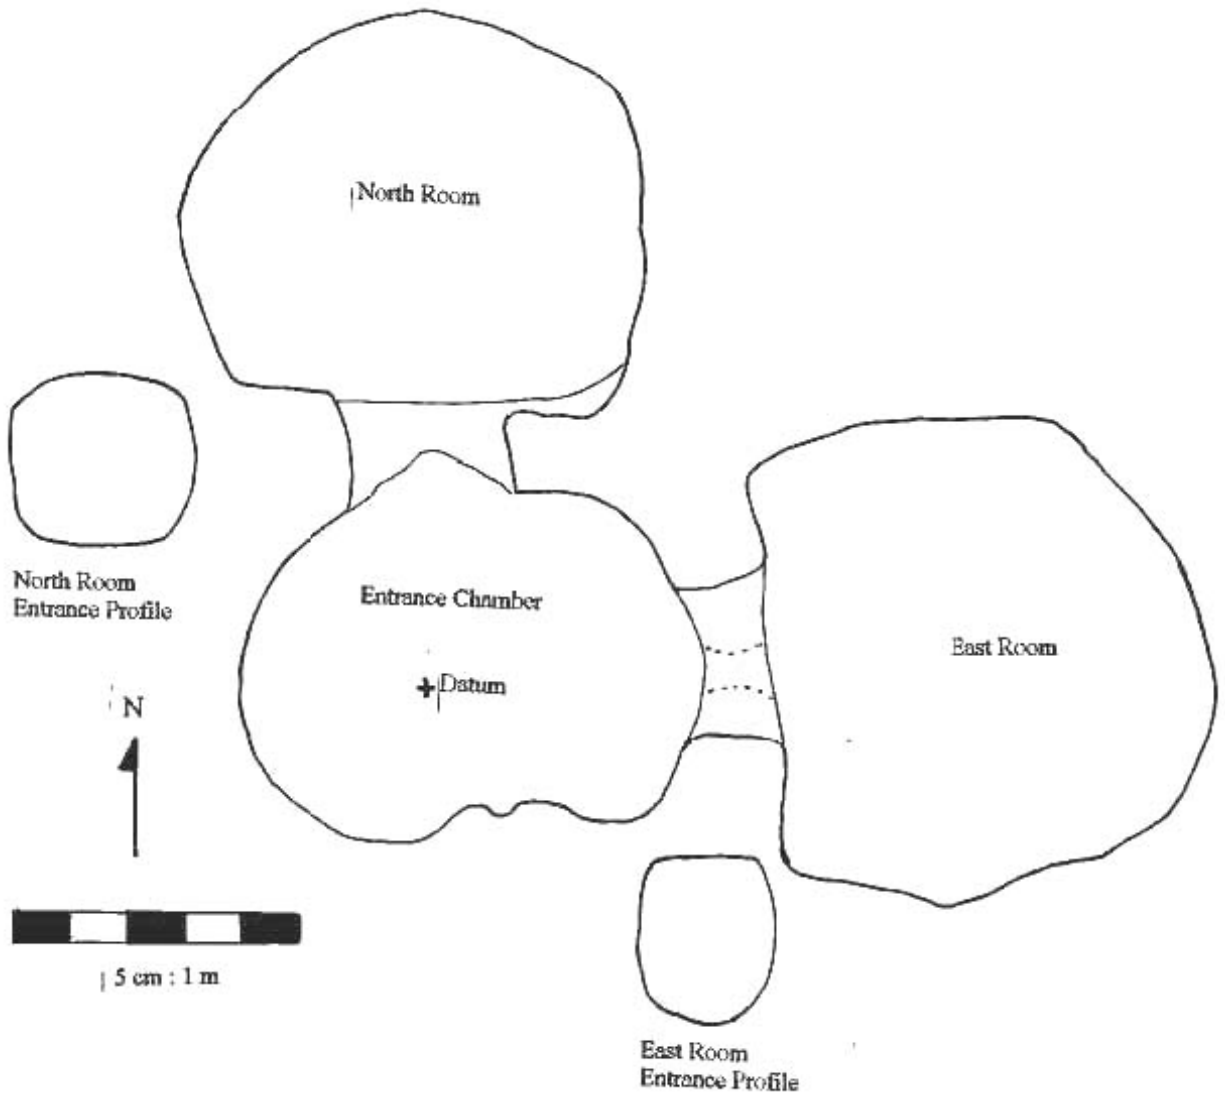 North Room
North Room
Entrance Profile
Entrance Chamber
East Room
Datum
N
5 cm : 1 m
East Room
Entrance Profile